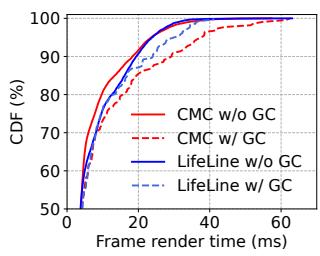 100
90
80
70
60
50
CDF (%)
CMC w/o GC
CMC w/ GC
LifeLine w/o GC
LifeLine w/ GC
0 20 40 60
Frame render time (ms)